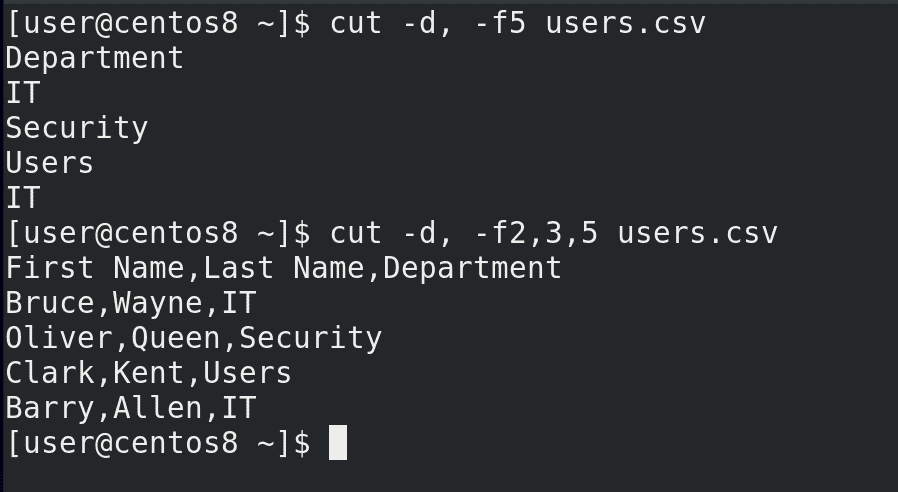 [user@centos8 ~]$ cut -d, -f5 users.csv
Department
IT
Security
Users
IT
[user@centos8 ~]$ cut -d, -f2,3,5 users.csv
First Name,Last Name,Department
Bruce,Wayne,IT
Oliver,Queen,Security
Clark,Kent,Users
Barry,Allen,IT
[user@centos8 ~]$